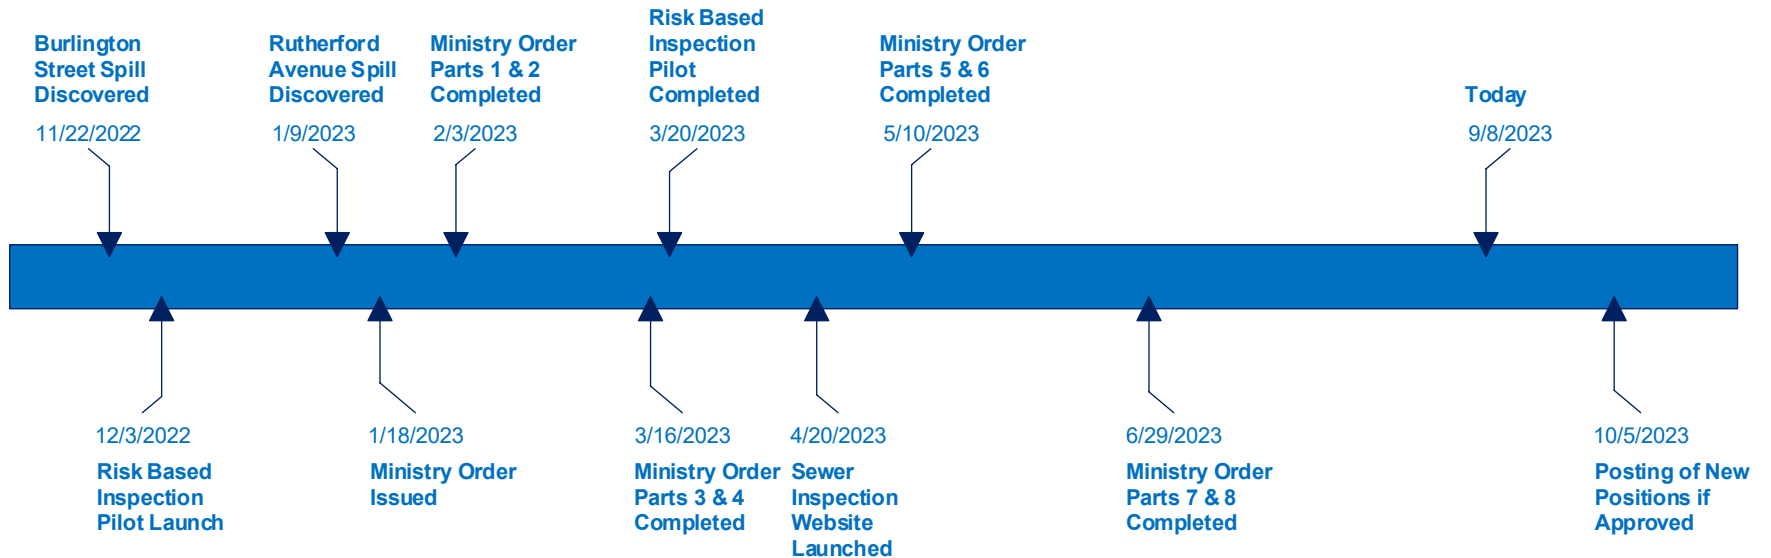 Burlington
Street Spill
Discovered
11/22/2022
Rutherford
Avenue Spill
Discovered
1/9/2023
Ministry Order
Parts 1 & 2
Completed
2/3/2023
Risk Based
Inspection
Pilot
Completed
3/20/2023
Ministry Order
Parts 5 & 6
Completed
5/10/2023
Today
9/8/2023
12/3/2022
Risk Based
Inspection
Pilot Launch
1/18/2023
Ministry Order
Issued
3/16/2023
Ministry Order
Parts 3 & 4
Completed
4/20/2023
Sewer
Inspection
Website
Launched
6/29/2023
Ministry Order
Parts 7 & 8
Completed
10/5/2023
Posting of New
Positions if
Approved